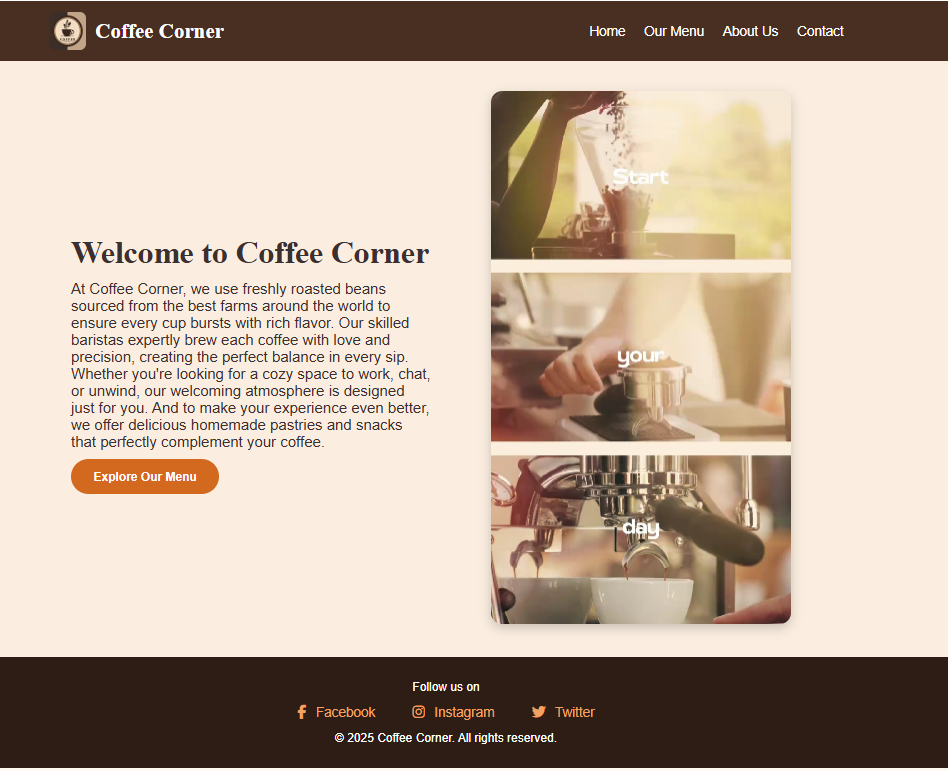 Coffee Corner
Home Our Menu About Us Contact
Welcome to Coffee Corner
At Coffee Corner, we use freshly roasted beans
sourced from the best farms around the world to
ensure every cup bursts with rich flavor. Our skilled
baristas expertly brew each coffee with love and
precision, creating the perfect balance in every sip.
Whether you're looking for a cozy space to work, chat,
or unwind, our welcoming atmosphere is designed
just for you. And to make your experience even better,
we offer delicious homemade pastries and snacks
that perfectly complement your coffee.
Explore Our Menu
Start
your
day
Follow us on
Facebook Instagram Twitter
© 2025 Coffee Corner. All rights reserved.